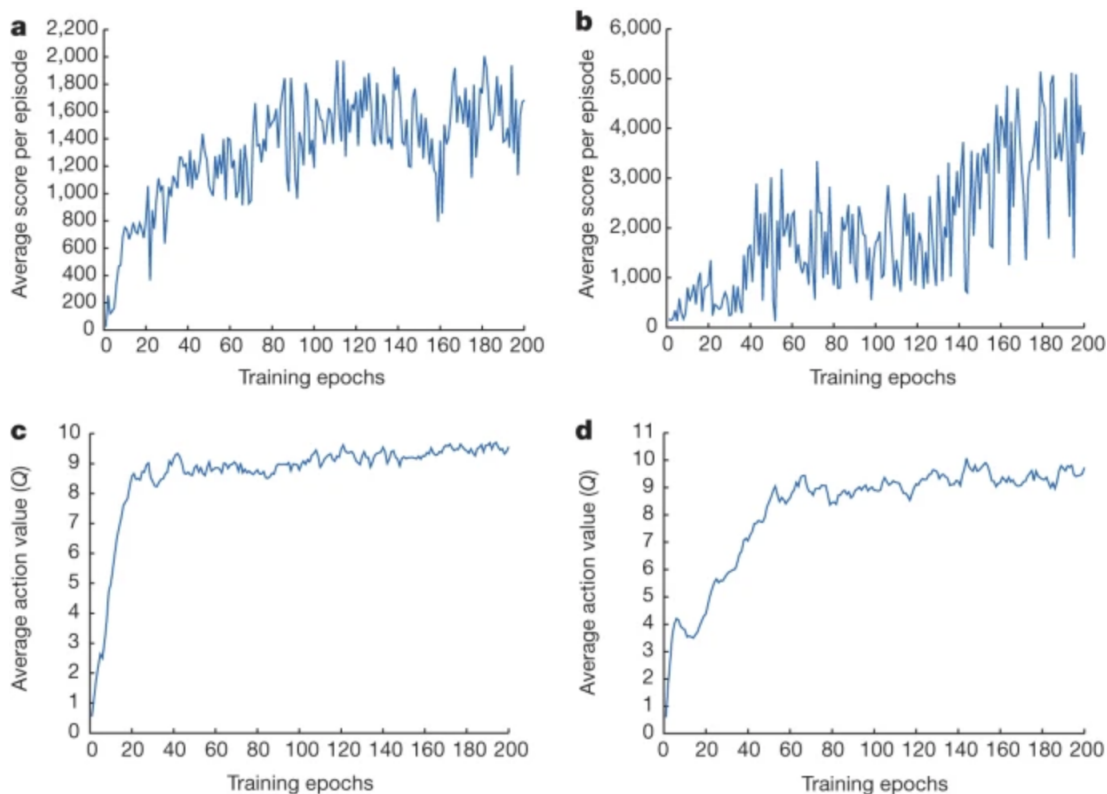 a
Average score per episode
2,200
2,000
1,800
1,600
1,400
1,200
1,000
800
600
400
200
0
0 20 40 60 80 100 120 140 160 180 200
Training epochs
b
Average score per episode
6,000
5,000
4,000
3,000
2,000
1,000
0
0 20 40 60 80 100 120 140 160 180 200
Training epochs
c
Average action value (Q)
10
9
8
7
6
5
4
3
2
1
0
0 20 40 60 80 100 120 140 160 180 200
Training epochs
d
Average action value (Q)
11
10
9
8
7
6
5
4
3
2
1
0
0 20 40 60 80 100 120 140 160 180 200
Training epochs